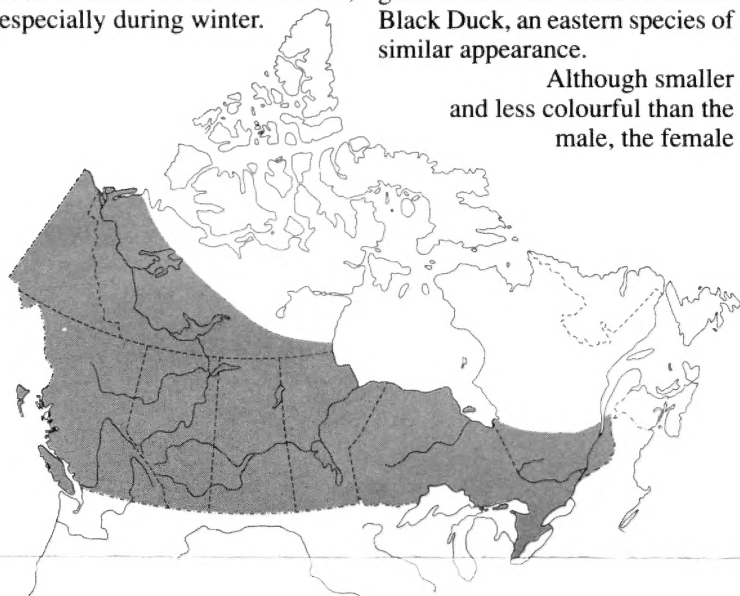 especially during winter.
Black Duck, an eastern species of
similar appearance.
Although smaller
and less colourful than the
male, the female